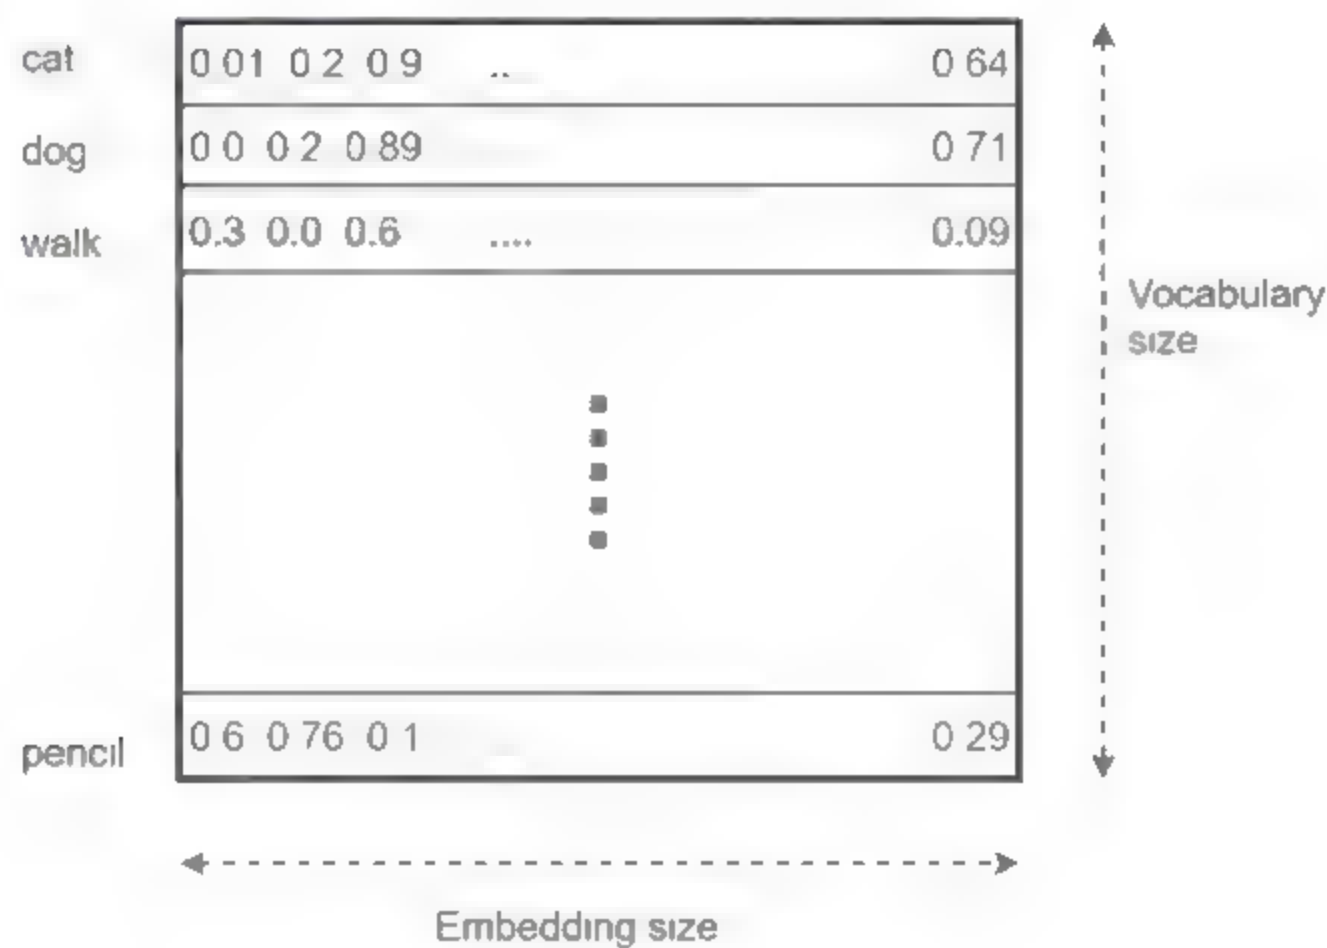 cat 0 01 0 2 0 9 .. 0 64
dog 0 0 0 2 0 89 0 71
walk 0.3 0.0 0.6 .... 0.09
Vocabulary
size
pencil 0 6 0 76 0 1 0 29
Embedding size